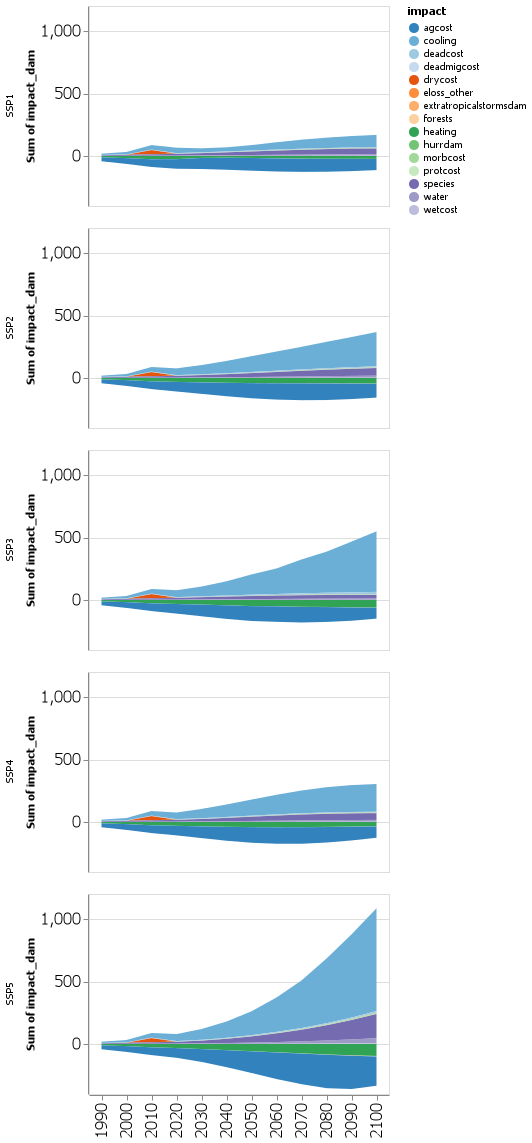 impact
agcost
cooling
deadcost
deadmigcost
drycost
eloss_other
extratropicalstormsdam
forests
heating
hurrdam
morbcost
protcost
species
water
wetcost
SSP1
Sum of impact_dam
1,000
500
0
SSP2
Sum of impact_dam
1,000
500
0
SSP3
Sum of impact_dam
1,000
500
0
SSP4
Sum of impact_dam
1,000
500
0
SSP5
Sum of impact_dam
1,000
500
0
1990
2000
2010
2020
2030
2040
2050
2060
2070
2080
2090
2100